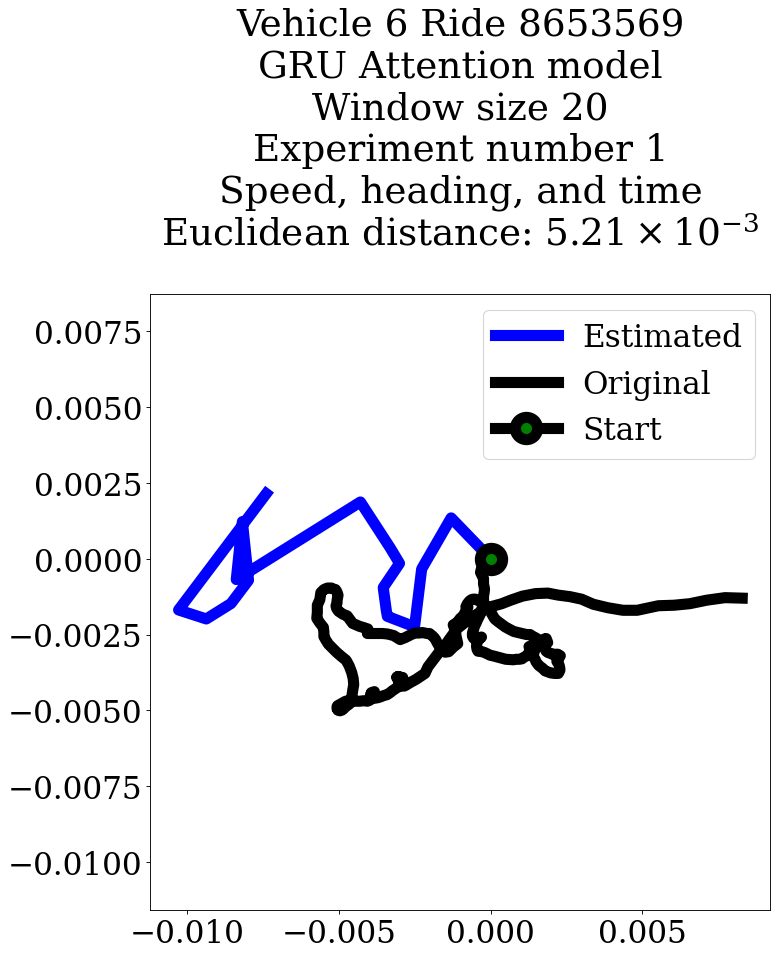 Vehicle 6 Ride 8653569
GRU Attention model
Window size 20
Experiment number 1
Speed, heading, and time
Euclidean distance: 5.21 × 10⁻³
Estimated
Original
Start
0.0075
0.0050
0.0025
0.0000
−0.0025
−0.0050
−0.0075
−0.0100
−0.010 −0.005 0.000 0.005